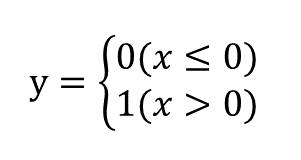 y = {0(x ≤ 0)
1(x > 0)